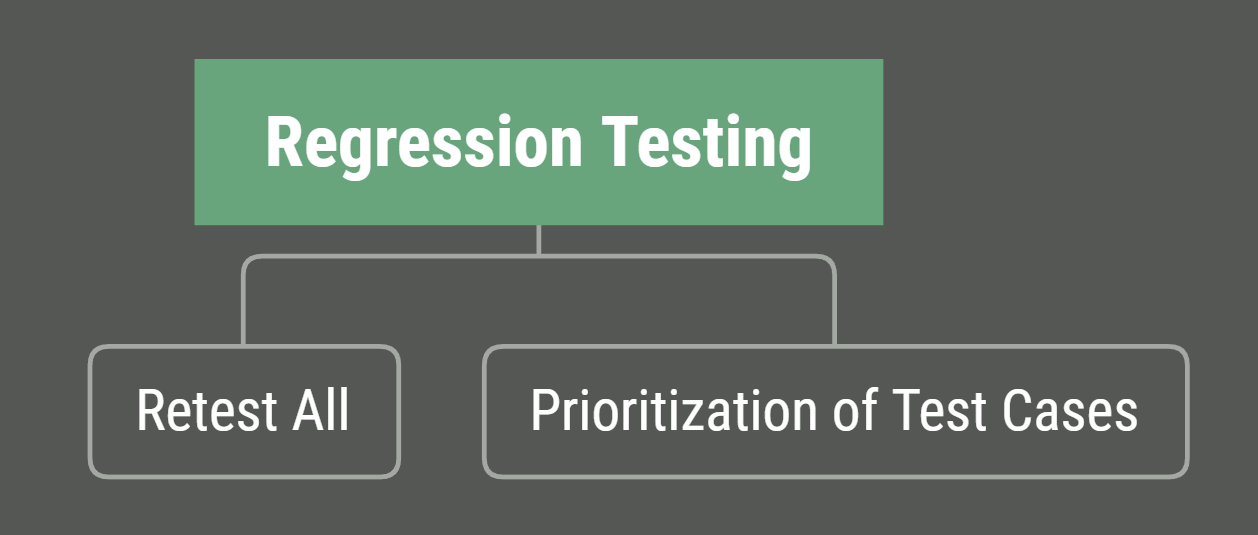 Regression Testing
Retest All
Prioritization of Test Cases